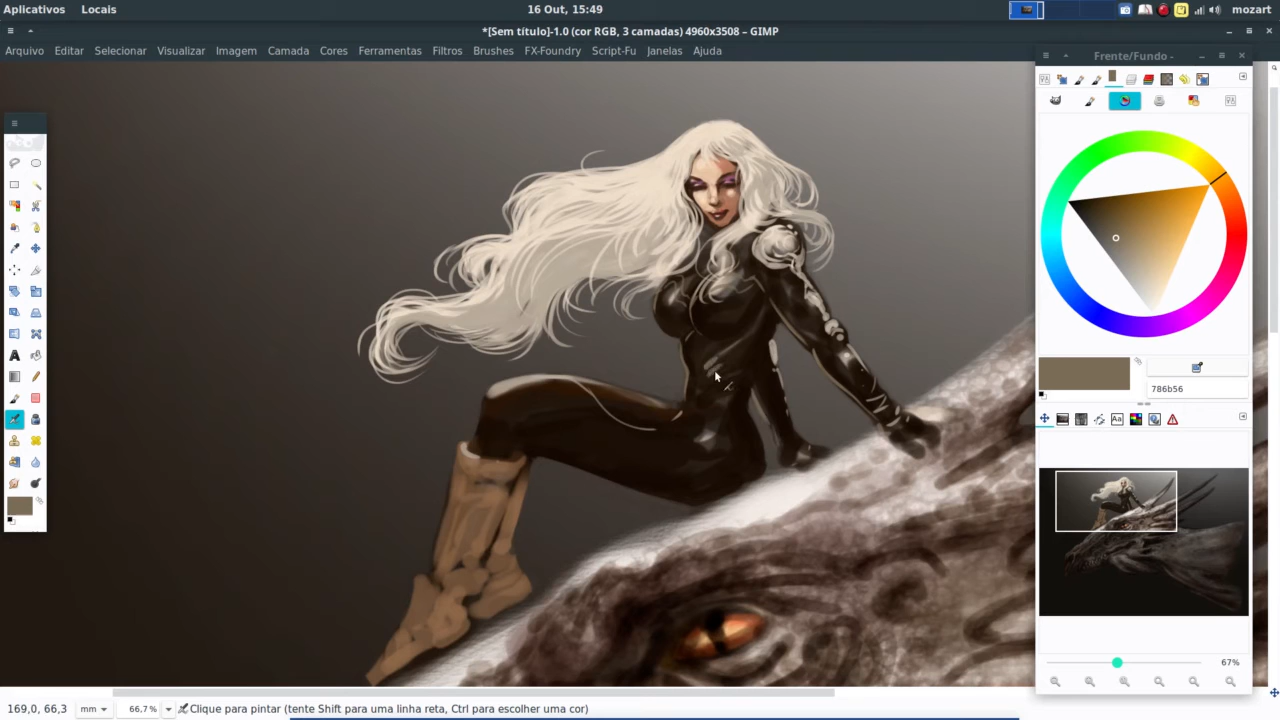 Aplicativos Locais 16 Out, 15:49 mozart
*[Sem título]-1.0 (cor RGB, 3 camadas) 4960x3508 – GIMP
Arquivo Editar Selecionar Visualizar Imagem Camada Cores Ferramentas Filtros Brushes FX-Foundry Script-Fu Janelas Ajuda
Frente/Fundo -
786b56
Aa
A
67%
169,0, 66,3 mm 66,7% Clique para pintar (tente Shift para uma linha reta, Ctrl para escolher uma cor)